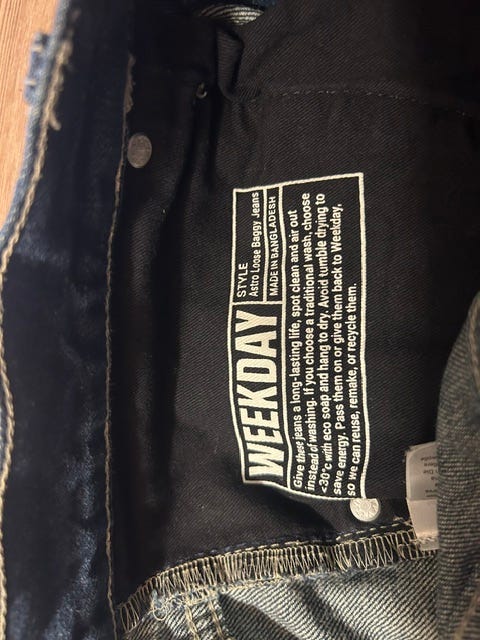 WEEKDAY
STYLE
Astro Loose Baggy Jeans
MADE IN BANGLADESH
Give these jeans a long-lasting life, spot clean and air out
instead of washing. If you choose a traditional wash, choose
<30°c with eco soap and hang to dry. Avoid tumble drying to
save energy. Pass them on or give them back to Weekday,
so we can reuse, remake, or recycle them.